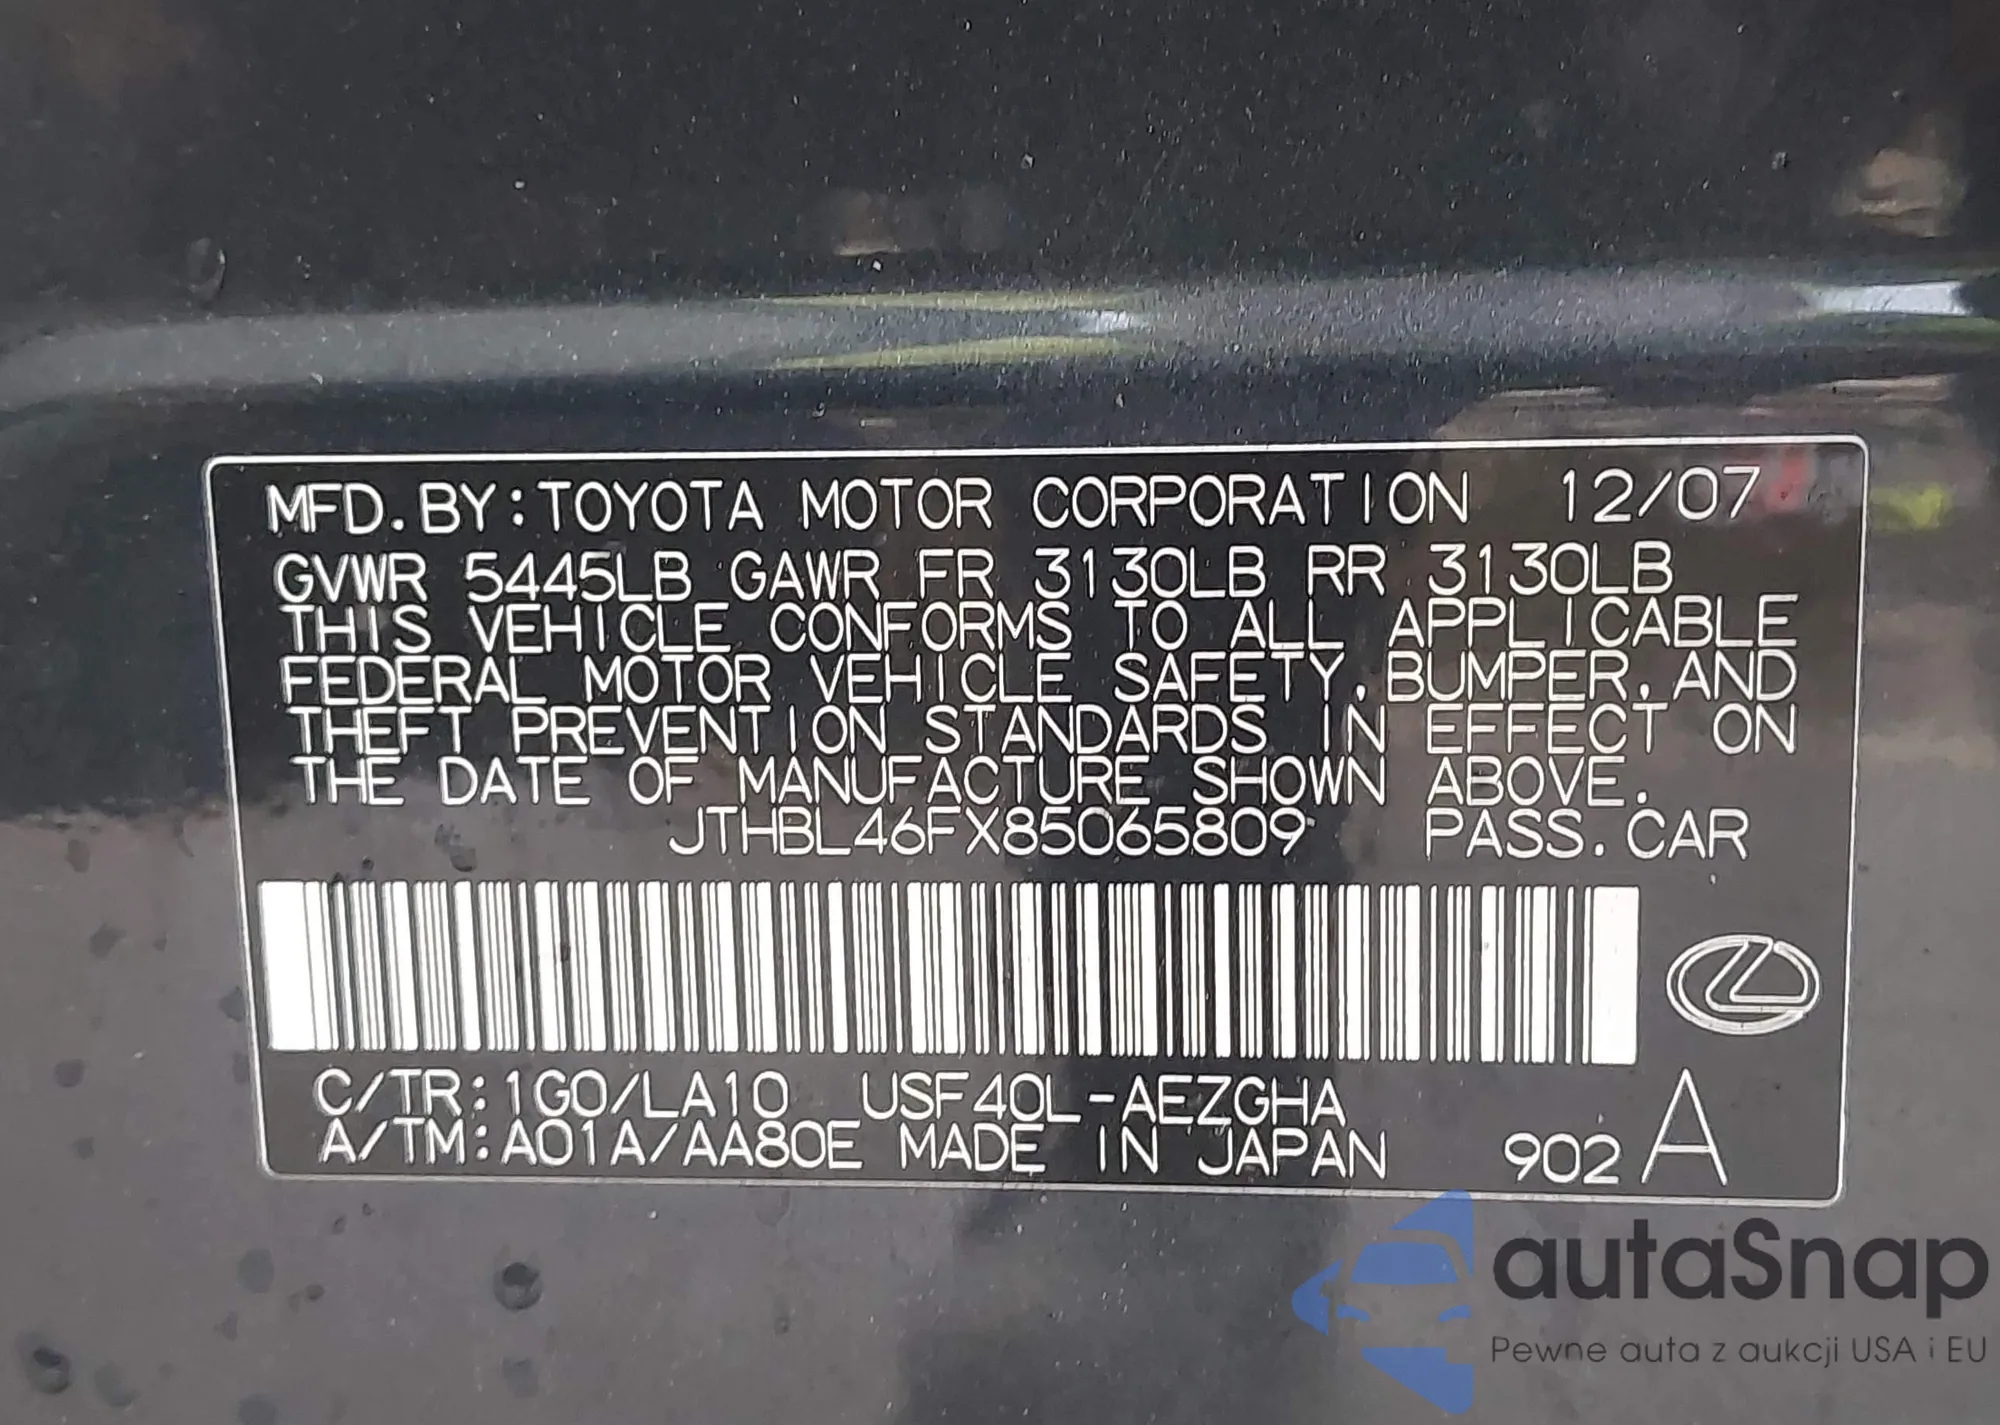 MFD. BY: TOYOTA MOTOR CORPORATION 12/07
GVWR 5445LB GAWR FR 3130LB RR 3130LB
THIS VEHICLE CONFORMS TO ALL APPLICABLE
FEDERAL MOTOR VEHICLE SAFETY, BUMPER, AND
THEFT PREVENTION STANDARDS IN EFFECT ON
THE DATE OF MANUFACTURE SHOWN ABOVE.
JTHBL46FX85065809 PASS. CAR
C/TR: 1G0/LA10 USF40L-AEZGHA
A/TM: A01A/AA80E MADE IN JAPAN 902 A
autaSnap
Pewne auta z aukcji USA i EU